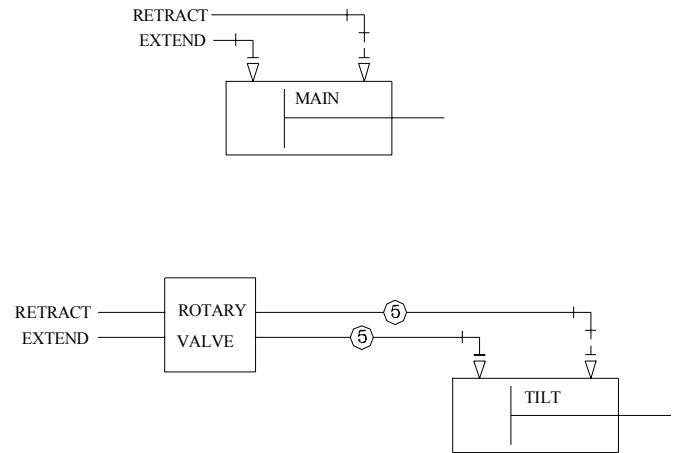 RETRACT
EXTEND
MAIN
RETRACT
ROTARY
5
EXTEND
VALVE
5
TILT